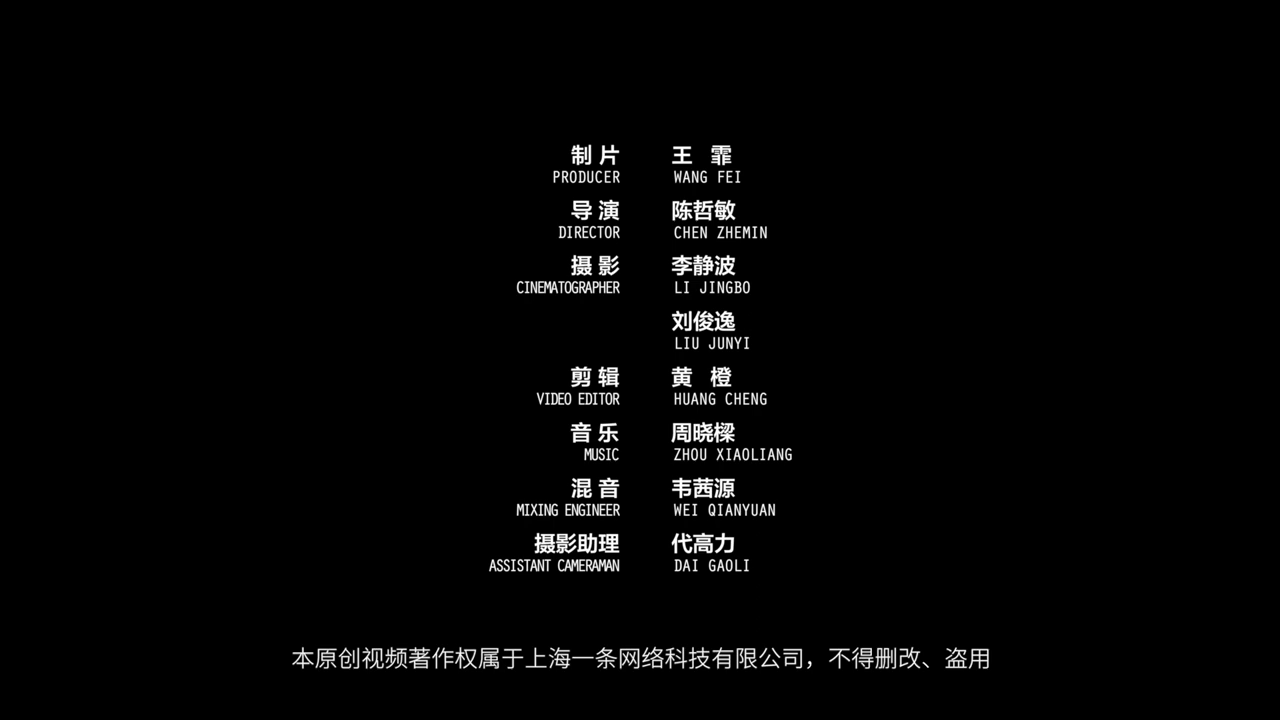 制片 王霏
PRODUCER WANG FEI
导演 陈哲敏
DIRECTOR CHEN ZHEMIN
摄影 李静波
CINEMATOGRAPHER LI JINGBO
刘俊逸
LIU JUNYI
剪辑 黄橙
VIDEO EDITOR HUANG CHENG
音乐 周晓樑
MUSIC ZHOU XIAOLIANG
混音 韦茜源
MIXING ENGINEER WEI QIANYUAN
摄影助理 代高力
ASSISTANT CAMERAMAN DAI GAOLI
本原创视频著作权属于上海一条网络科技有限公司，不得删改、盗用